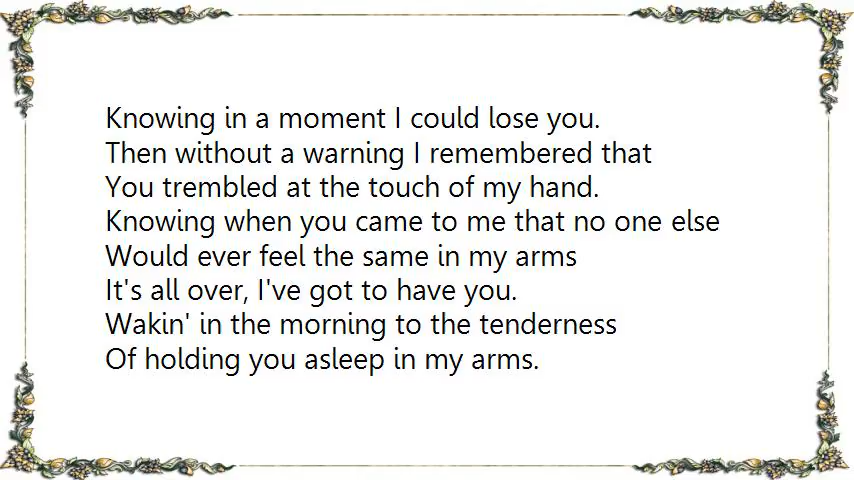 Knowing in a moment I could lose you.
Then without a warning I remembered that
You trembled at the touch of my hand.
Knowing when you came to me that no one else
Would ever feel the same in my arms
It's all over, I've got to have you.
Wakin' in the morning to the tenderness
Of holding you asleep in my arms.